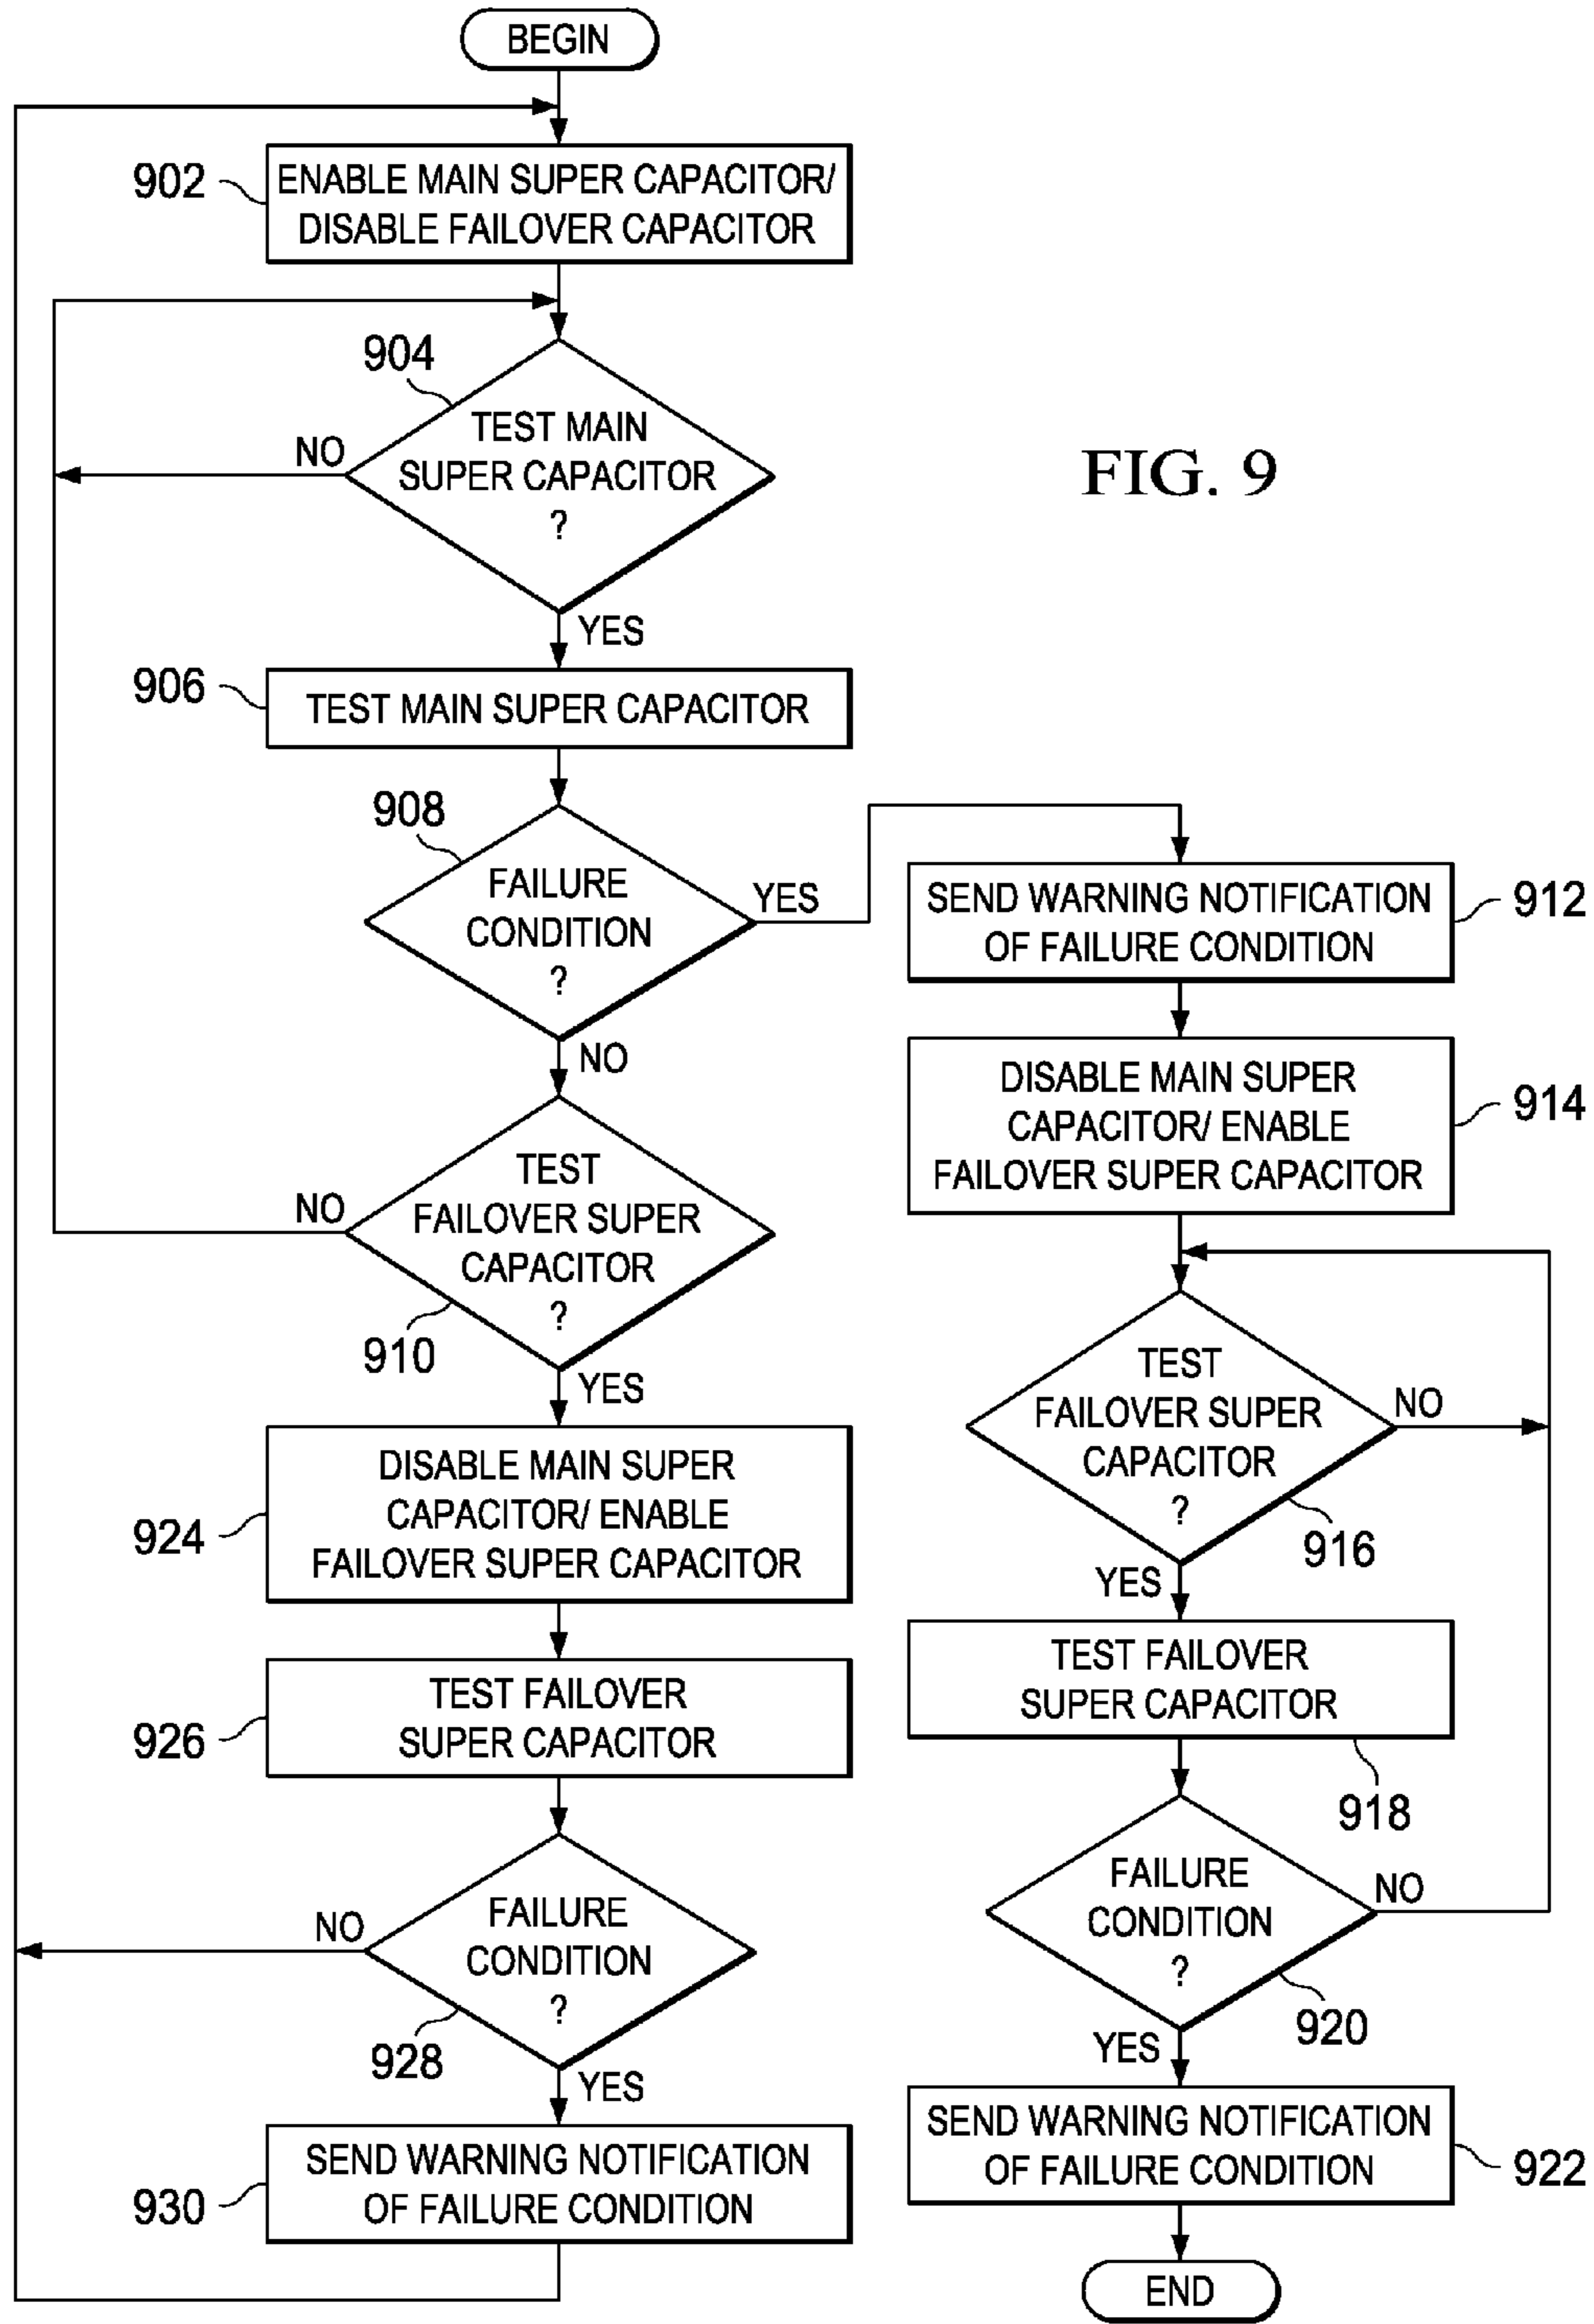 BEGIN
902
ENABLE MAIN SUPER CAPACITOR/
DISABLE FAILOVER CAPACITOR
904
TEST MAIN
SUPER CAPACITOR
?
NO
YES
FIG. 9
906
TEST MAIN SUPER CAPACITOR
908
FAILURE
CONDITION
?
YES
NO
910
TEST
FAILOVER SUPER
CAPACITOR
?
NO
YES
924
DISABLE MAIN SUPER
CAPACITOR/ ENABLE
FAILOVER SUPER CAPACITOR
926
TEST FAILOVER
SUPER CAPACITOR
928
FAILURE
CONDITION
?
NO
YES
930
SEND WARNING NOTIFICATION
OF FAILURE CONDITION
912
SEND WARNING NOTIFICATION
OF FAILURE CONDITION
914
DISABLE MAIN SUPER
CAPACITOR/ ENABLE
FAILOVER SUPER CAPACITOR
916
TEST
FAILOVER SUPER
CAPACITOR
?
NO
YES
918
TEST FAILOVER
SUPER CAPACITOR
920
FAILURE
CONDITION
?
NO
YES
922
SEND WARNING NOTIFICATION
OF FAILURE CONDITION
END